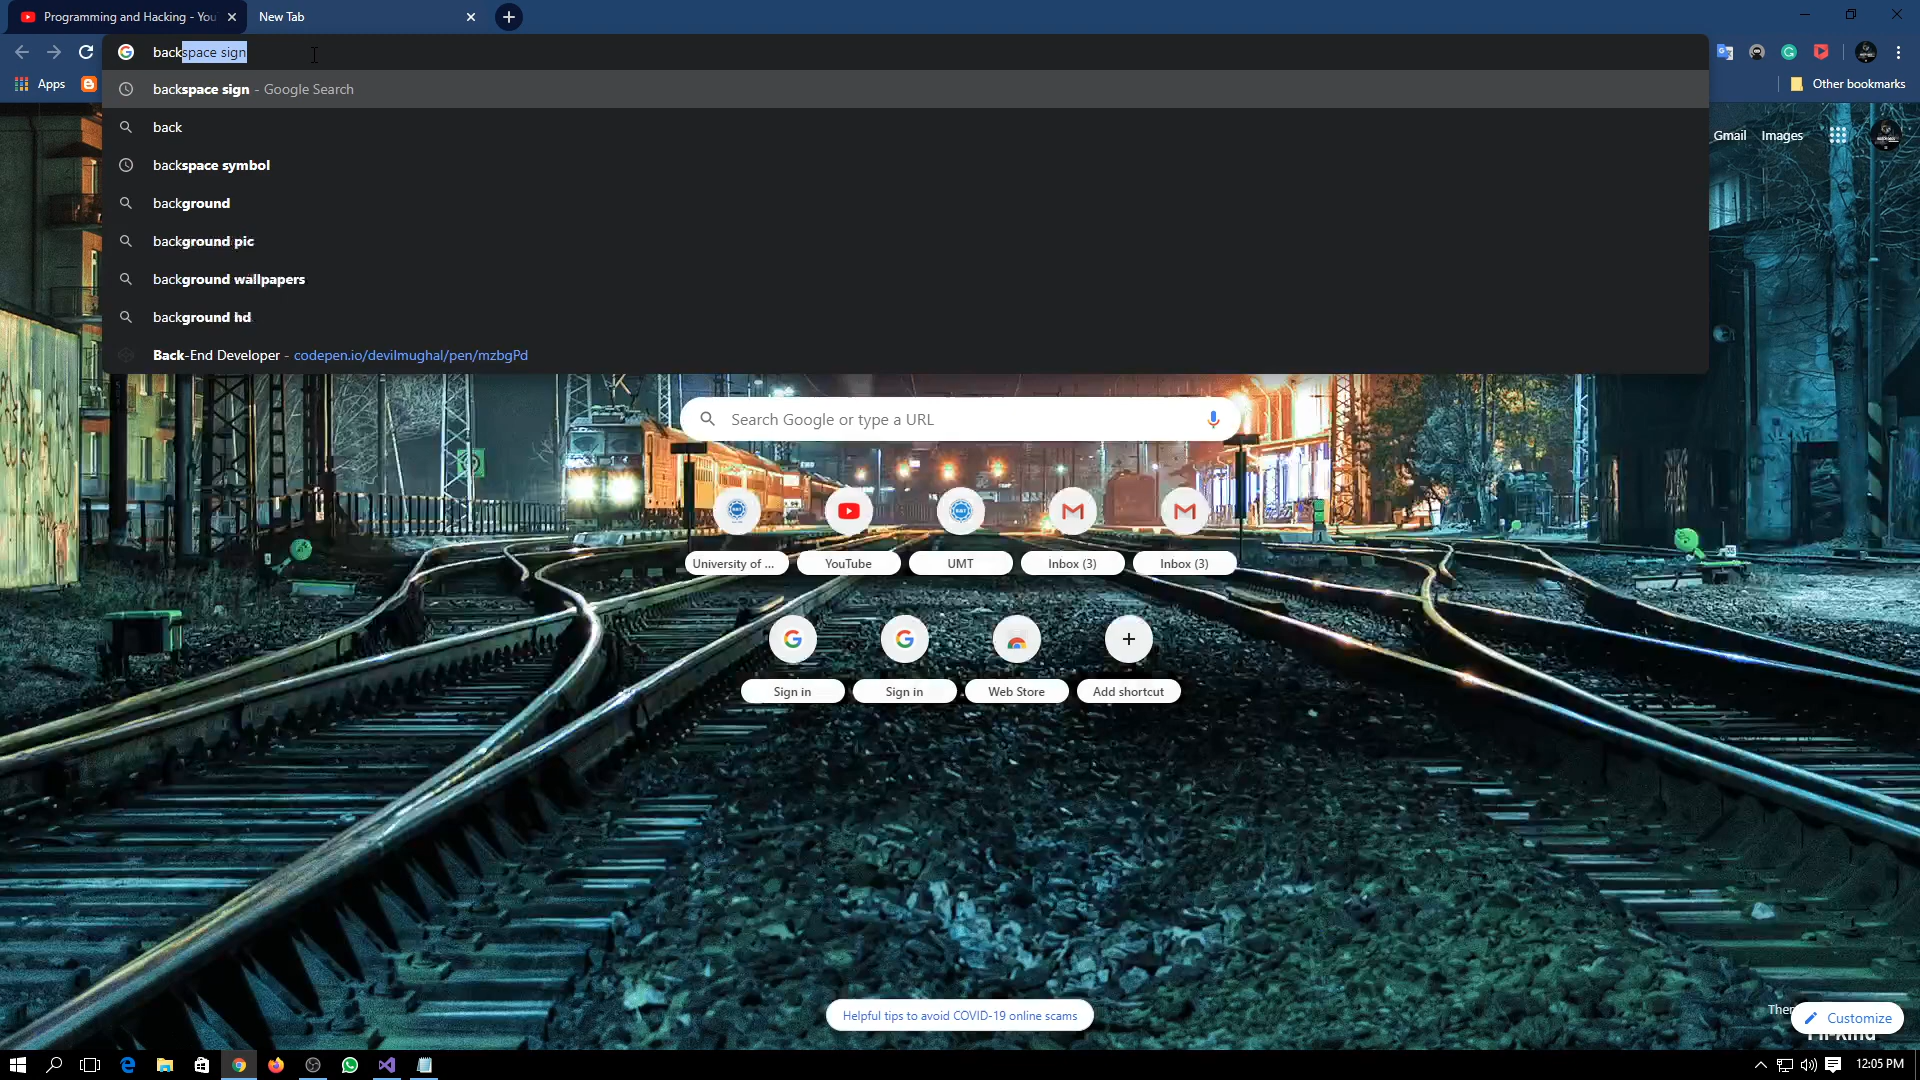 Programming and Hacking - You
New Tab
backspace sign
Apps
Other bookmarks
backspace sign - Google Search
back
backspace symbol
background
background pic
background wallpapers
background hd
Back-End Developer - codepen.io/devilmughal/pen/mzbgPd
Gmail
Images
Search Google or type a URL
University of ...
YouTube
UMT
Inbox (3)
Inbox (3)
Sign in
Sign in
Web Store
Add shortcut
Helpful tips to avoid COVID-19 online scams
Customize
12:05 PM